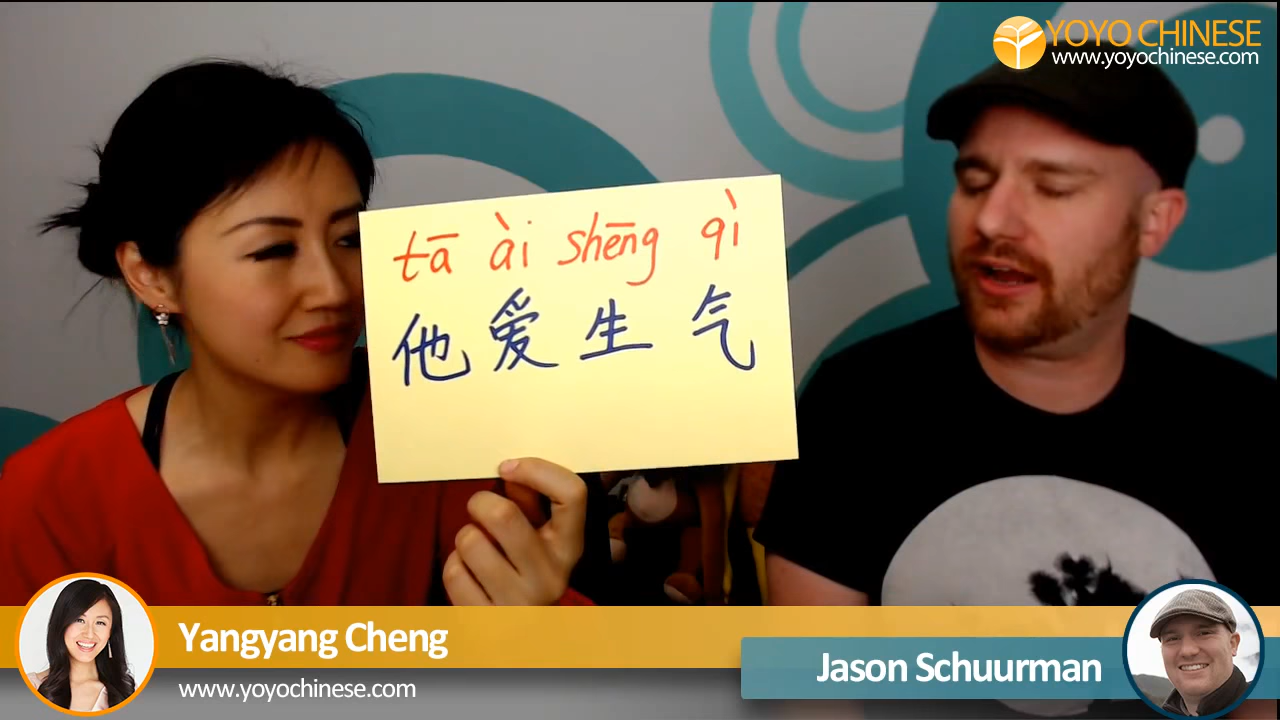 YOYO CHINESE
www.yoyochinese.com
tā ài shēng qì
他爱生气
Yangyang Cheng
www.yoyochinese.com
Jason Schuurman